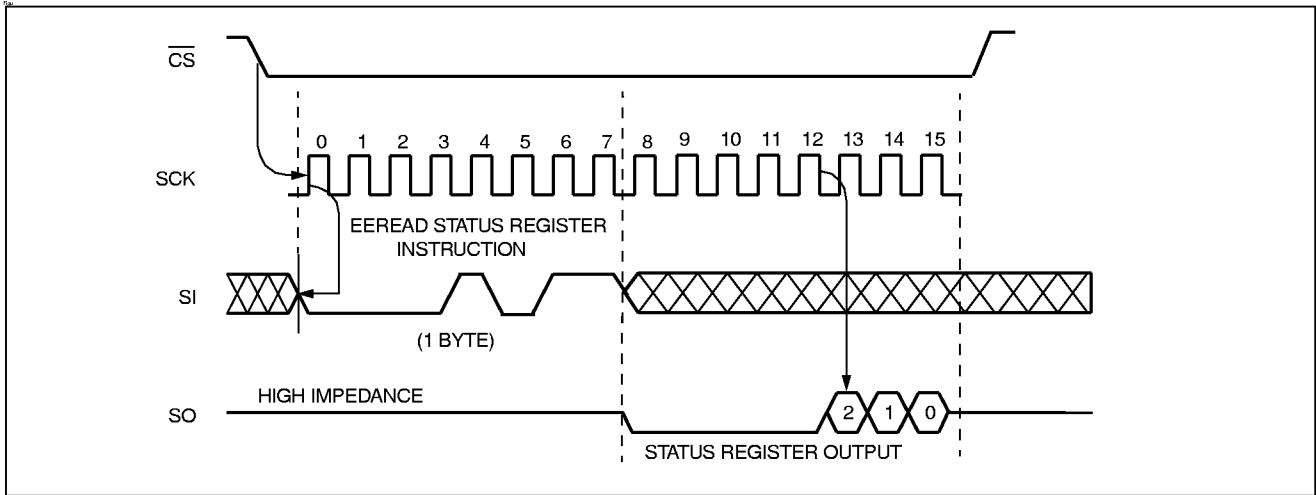 CS
0 1 2 3 4 5 6 7 8 9 10 11 12 13 14 15
SCK
EEREAD STATUS REGISTER
INSTRUCTION
SI
(1 BYTE)
HIGH IMPEDANCE
SO
2 1 0
STATUS REGISTER OUTPUT